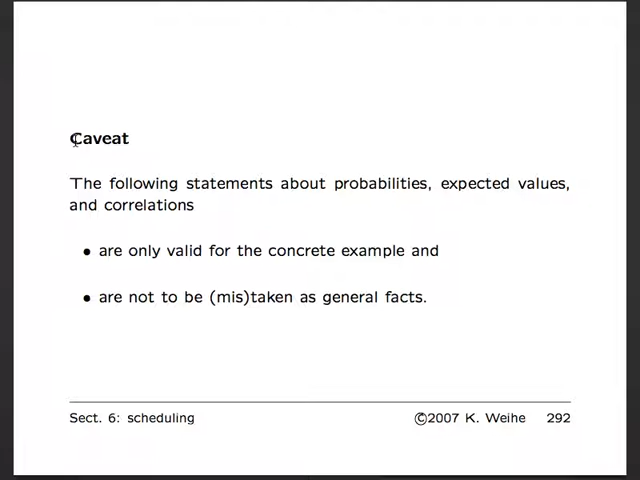 Caveat
The following statements about probabilities, expected values,
and correlations
• are only valid for the concrete example and
• are not to be (mis)taken as general facts.
Sect. 6: scheduling ©2007 K. Weihe 292